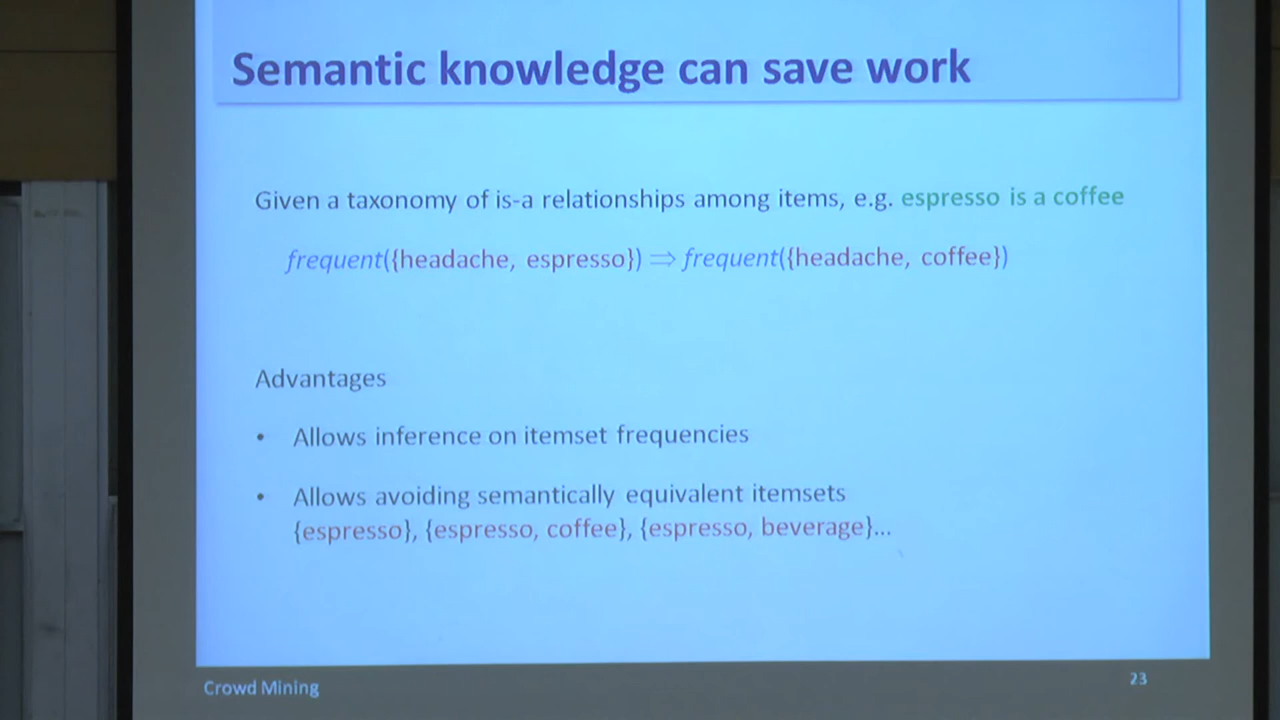 Semantic knowledge can save work
Given a taxonomy of is-a relationships among items, e.g. espresso is a coffee
frequent({headache, espresso}) ⇒ frequent({headache, coffee})
Advantages
• Allows inference on itemset frequencies
• Allows avoiding semantically equivalent itemsets
{espresso}, {espresso, coffee}, {espresso, beverage}...
Crowd Mining
23